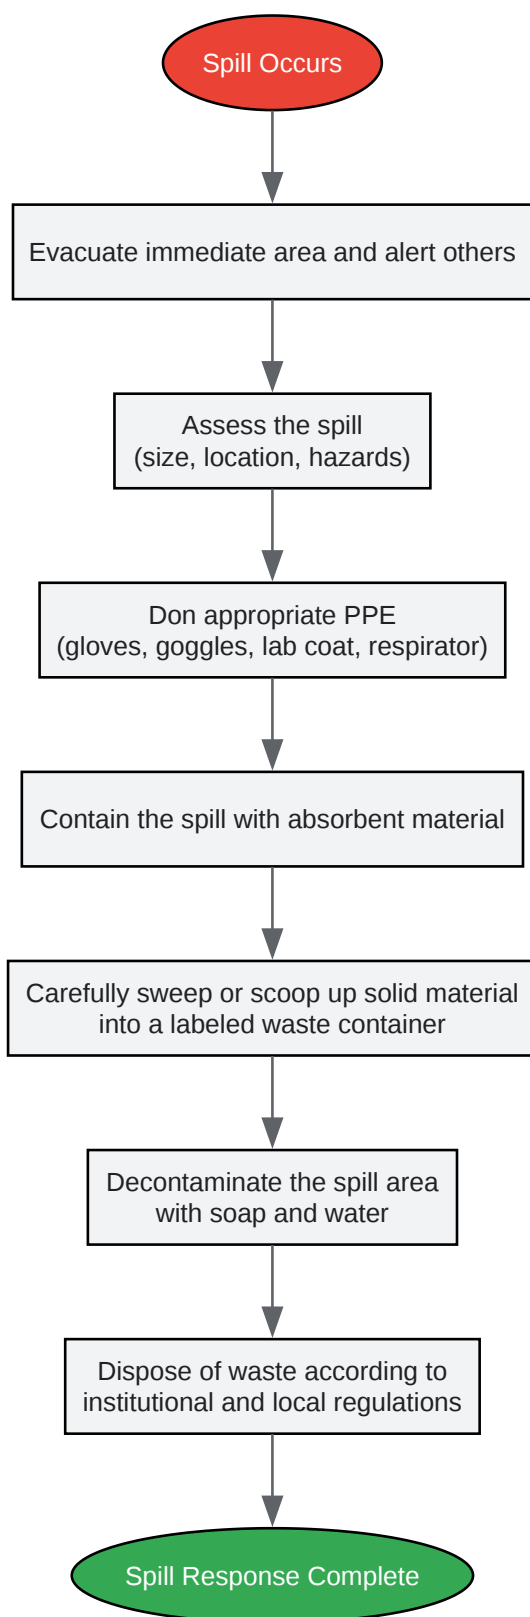 Spill Occurs
Evacuate immediate area and alert others
Assess the spill
(size, location, hazards)
Don appropriate PPE
(gloves, goggles, lab coat, respirator)
Contain the spill with absorbent material
Carefully sweep or scoop up solid material
into a labeled waste container
Decontaminate the spill area
with soap and water
Dispose of waste according to
institutional and local regulations
Spill Response Complete